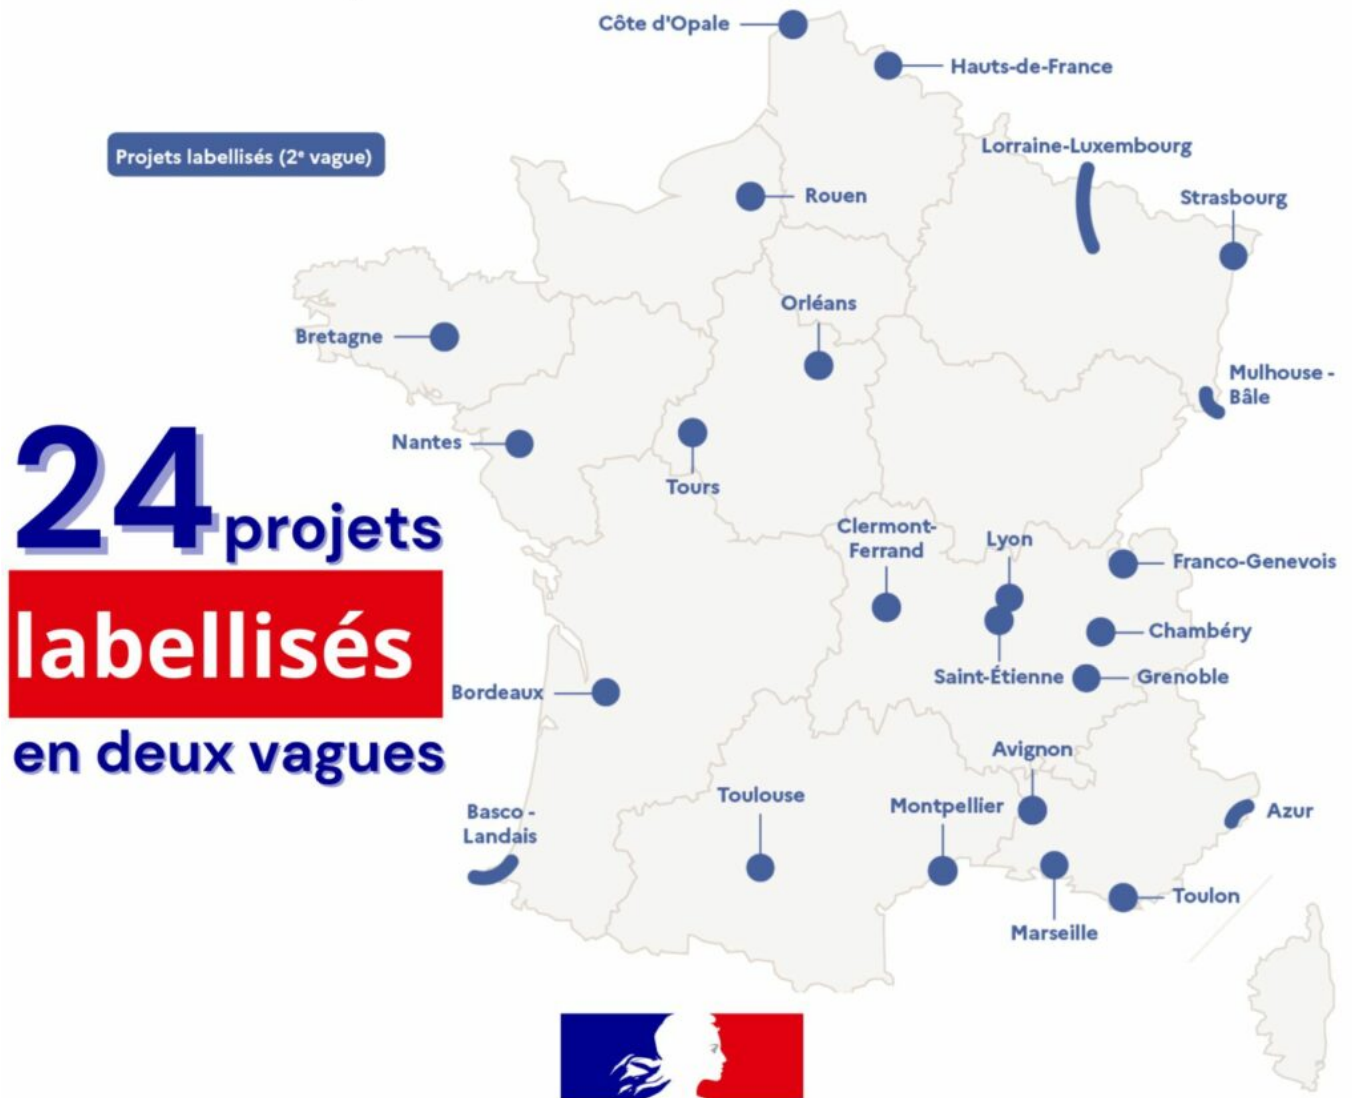 Côte d'Opale
Hauts-de-France
Lorraine-Luxembourg
Projets labellisés (2ᵉ vague)
Rouen
Strasbourg
Orléans
Bretagne
Mulhouse -
Bâle
Nantes
Tours
24 projets
labellisés
en deux vagues
Clermont-
Ferrand
Lyon
Franco-Genevois
Chambéry
Saint-Étienne
Grenoble
Bordeaux
Avignon
Basco -
Landais
Toulouse
Montpellier
Azur
Toulon
Marseille